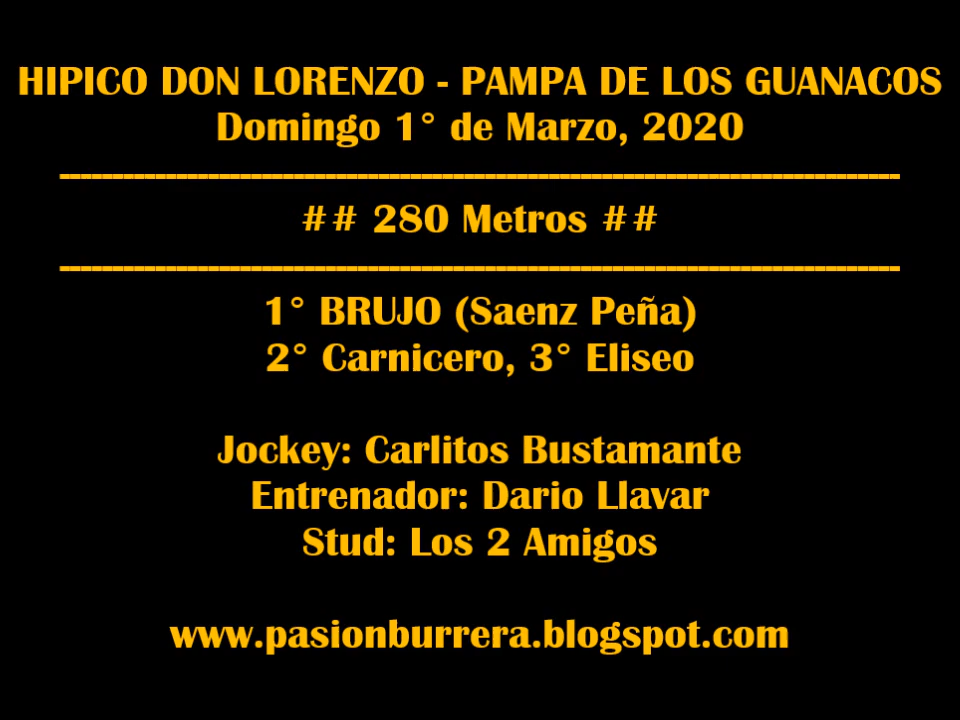 HIPICO DON LORENZO - PAMPA DE LOS GUANACOS
Domingo 1° de Marzo, 2020
--------------------------------------------------------------------------------
## 280 Metros ##
--------------------------------------------------------------------------------
1° BRUJO (Saenz Peña)
2° Carnicero, 3° Eliseo
Jockey: Carlitos Bustamante
Entrenador: Dario Llavar
Stud: Los 2 Amigos
www.pasionburrera.blogspot.com